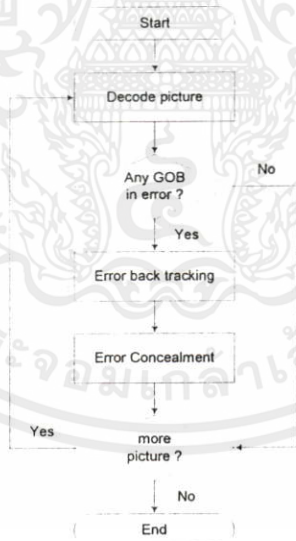 Start
Decode picture
Any GOB
in error ?
No
Yes
Error back tracking
Error Concealment
Yes
more
picture ?
No
End